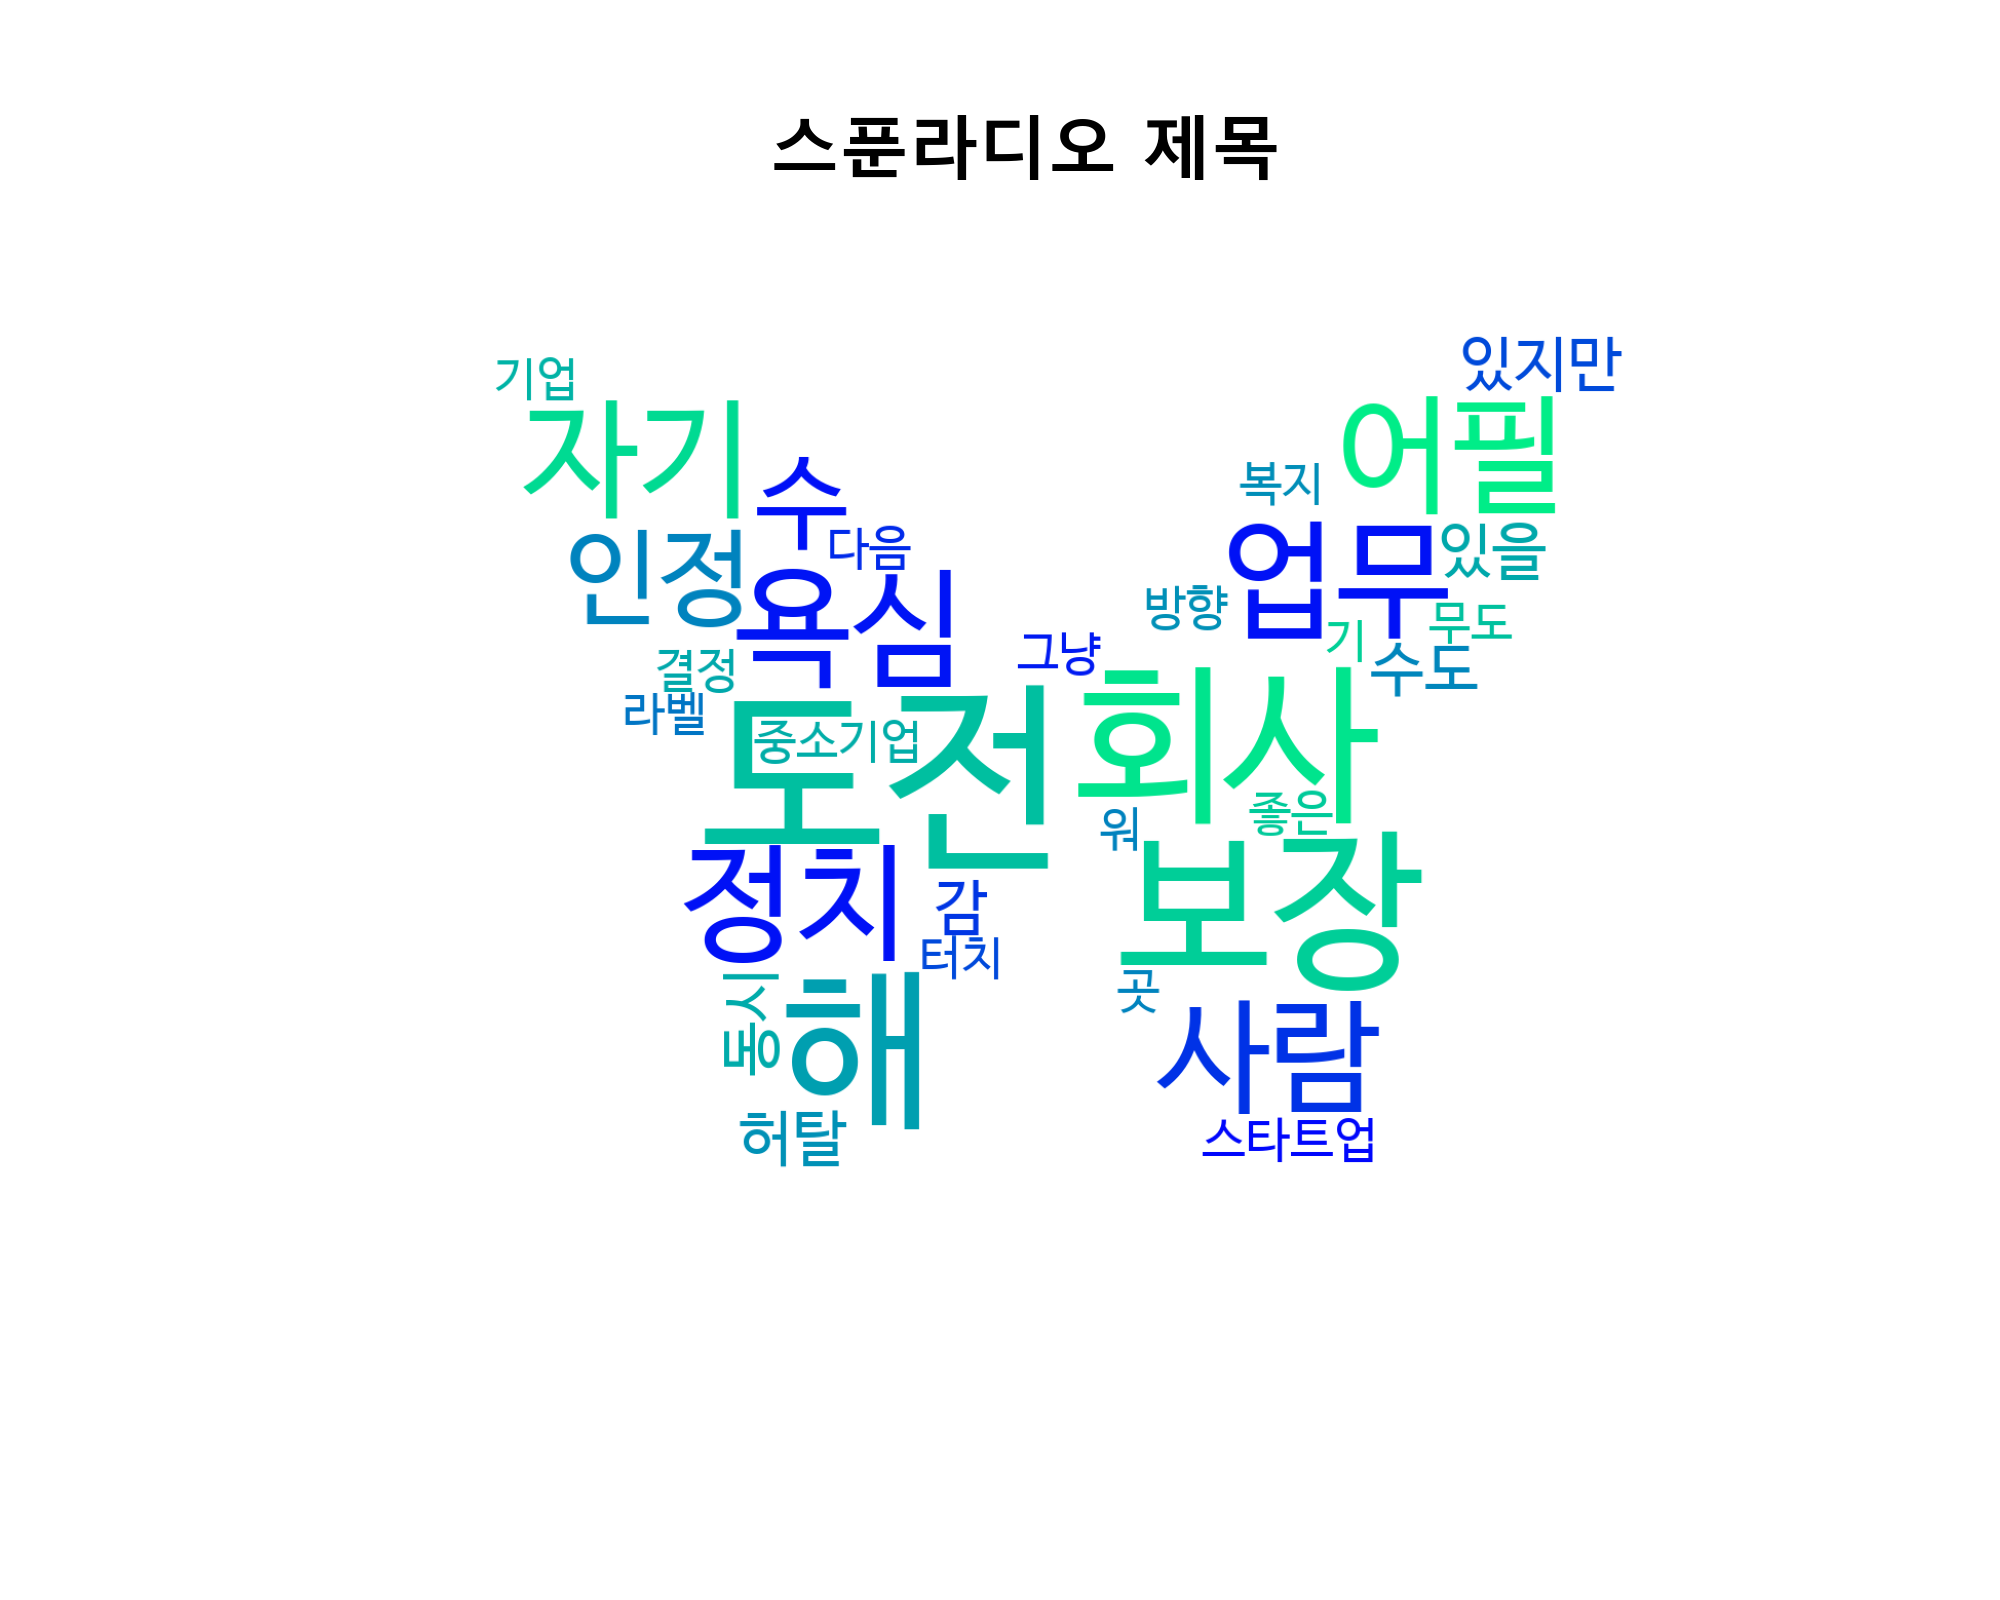 스푼라디오 제목
있지만
기업
자기
어필
수
복지
다음
인정
업무
있을
욕심
방향
무도
기
그냥
수도
결정
라벨
도전
중소기업
회사
좋은
워
보장
정치
감
터치
곳
동시
해
사람
허탈
스타트업